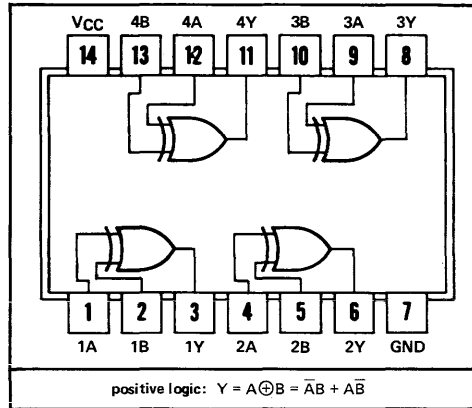 VCC 4B 4A 4Y 3B 3A 3Y
14 13 12 11 10 9 8
1 2 3 4 5 6 7
1A 1B 1Y 2A 2B 2Y GND
positive logic: Y = A⊕B = A̅B + AB̅